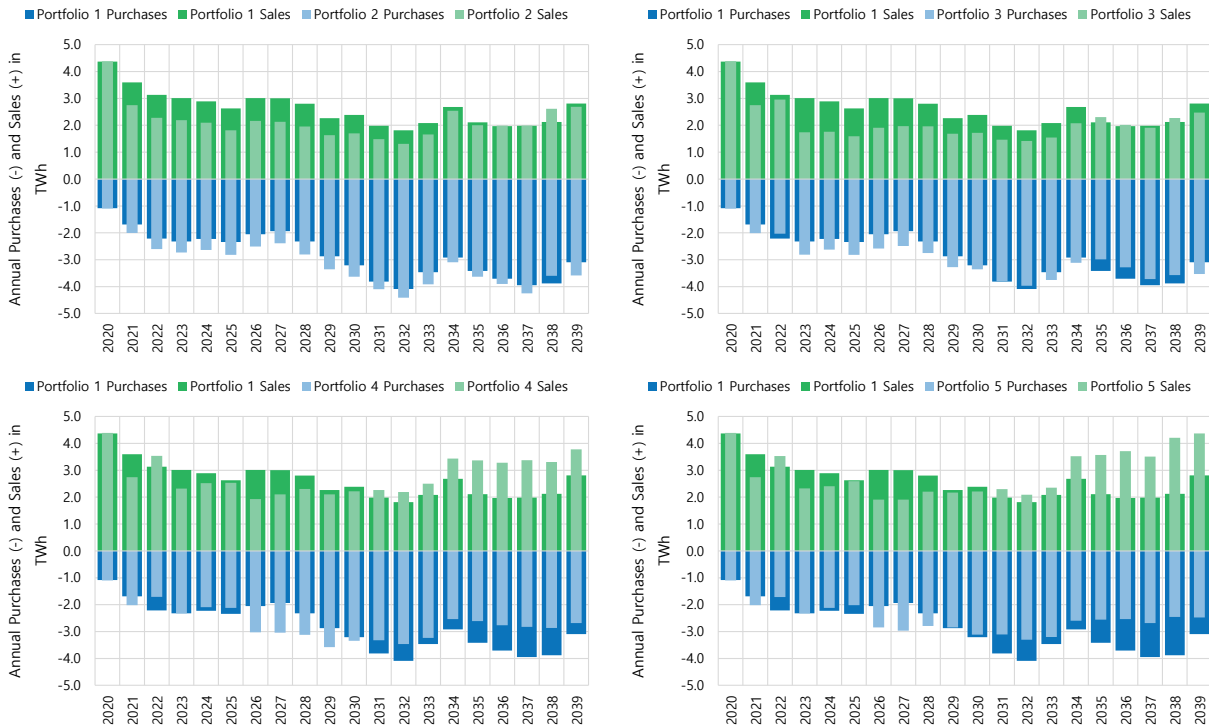 Portfolio 1 Purchases Portfolio 1 Sales Portfolio 2 Purchases Portfolio 2 Sales
Annual Purchases (-) and Sales (+) in
TWh
5.0
4.0
3.0
2.0
1.0
0.0
-1.0
-2.0
-3.0
-4.0
-5.0
2020 2021 2022 2023 2024 2025 2026 2027 2028 2029 2030 2031 2032 2033 2034 2035 2036 2037 2038 2039
Portfolio 1 Purchases Portfolio 1 Sales Portfolio 3 Purchases Portfolio 3 Sales
Annual Purchases (-) and Sales (+) in
TWh
5.0
4.0
3.0
2.0
1.0
0.0
-1.0
-2.0
-3.0
-4.0
-5.0
2020 2021 2022 2023 2024 2025 2026 2027 2028 2029 2030 2031 2032 2033 2034 2035 2036 2037 2038 2039
Portfolio 1 Purchases Portfolio 1 Sales Portfolio 4 Purchases Portfolio 4 Sales
Annual Purchases (-) and Sales (+) in
TWh
5.0
4.0
3.0
2.0
1.0
0.0
-1.0
-2.0
-3.0
-4.0
-5.0
2020 2021 2022 2023 2024 2025 2026 2027 2028 2029 2030 2031 2032 2033 2034 2035 2036 2037 2038 2039
Portfolio 1 Purchases Portfolio 1 Sales Portfolio 5 Purchases Portfolio 5 Sales
Annual Purchases (-) and Sales (+) in
TWh
5.0
4.0
3.0
2.0
1.0
0.0
-1.0
-2.0
-3.0
-4.0
-5.0
2020 2021 2022 2023 2024 2025 2026 2027 2028 2029 2030 2031 2032 2033 2034 2035 2036 2037 2038 2039